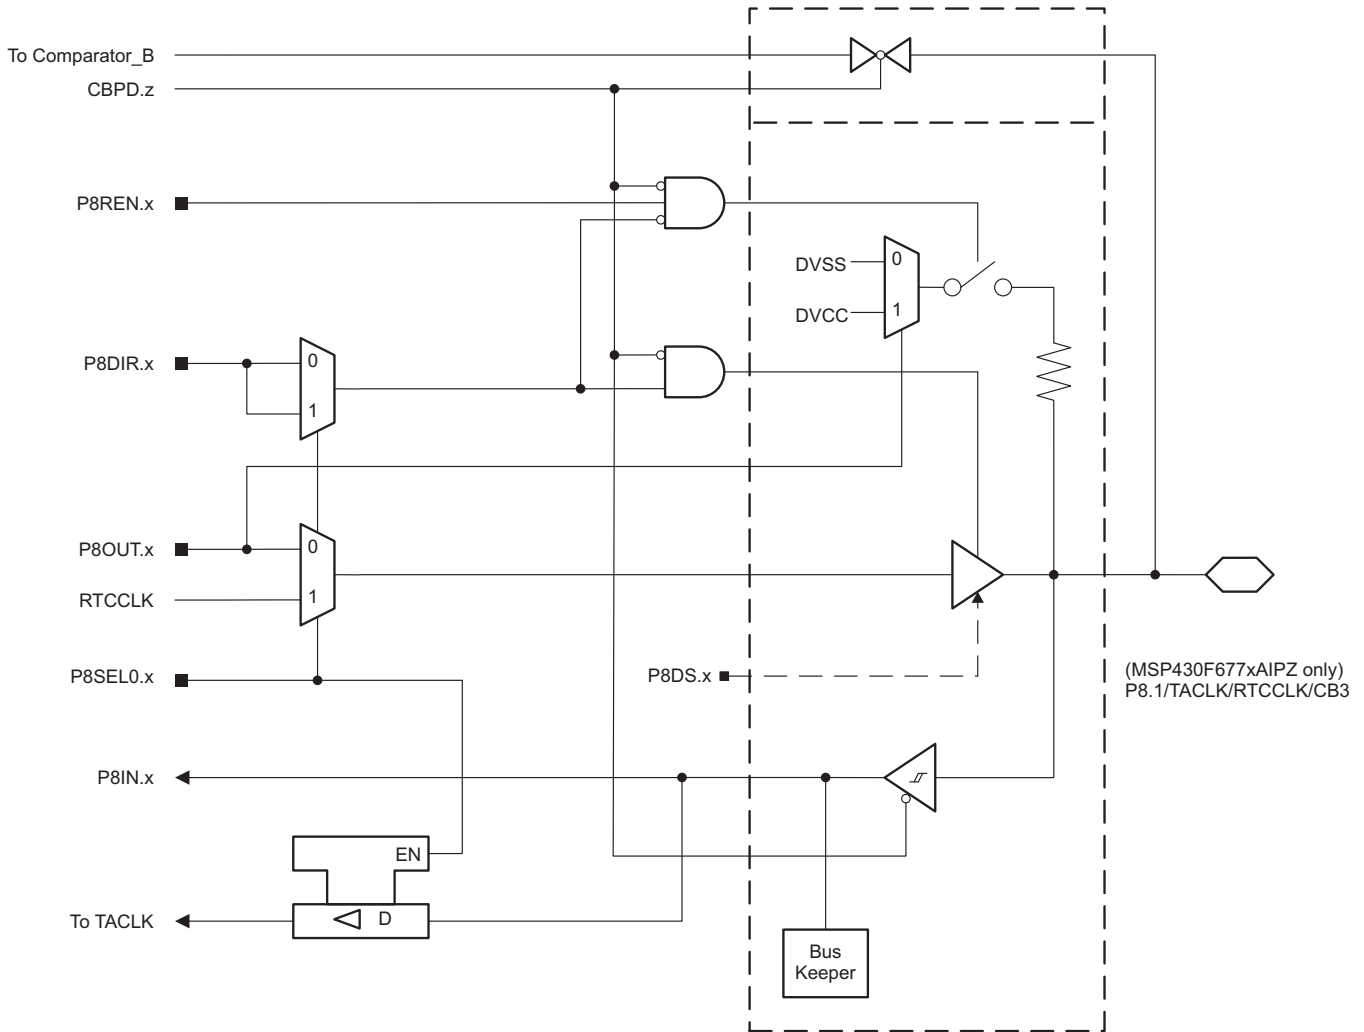 To Comparator_B
CBPD.z
P8REN.x
DVSS
0
DVCC
1
P8DIR.x
0
1
P8OUT.x
0
RTCCLK
1
P8SEL0.x
P8DS.x
(MSP430F677xAIPZ only)
P8.1/TACLK/RTCCLK/CB3
P8IN.x
EN
To TACLK
D
Bus
Keeper